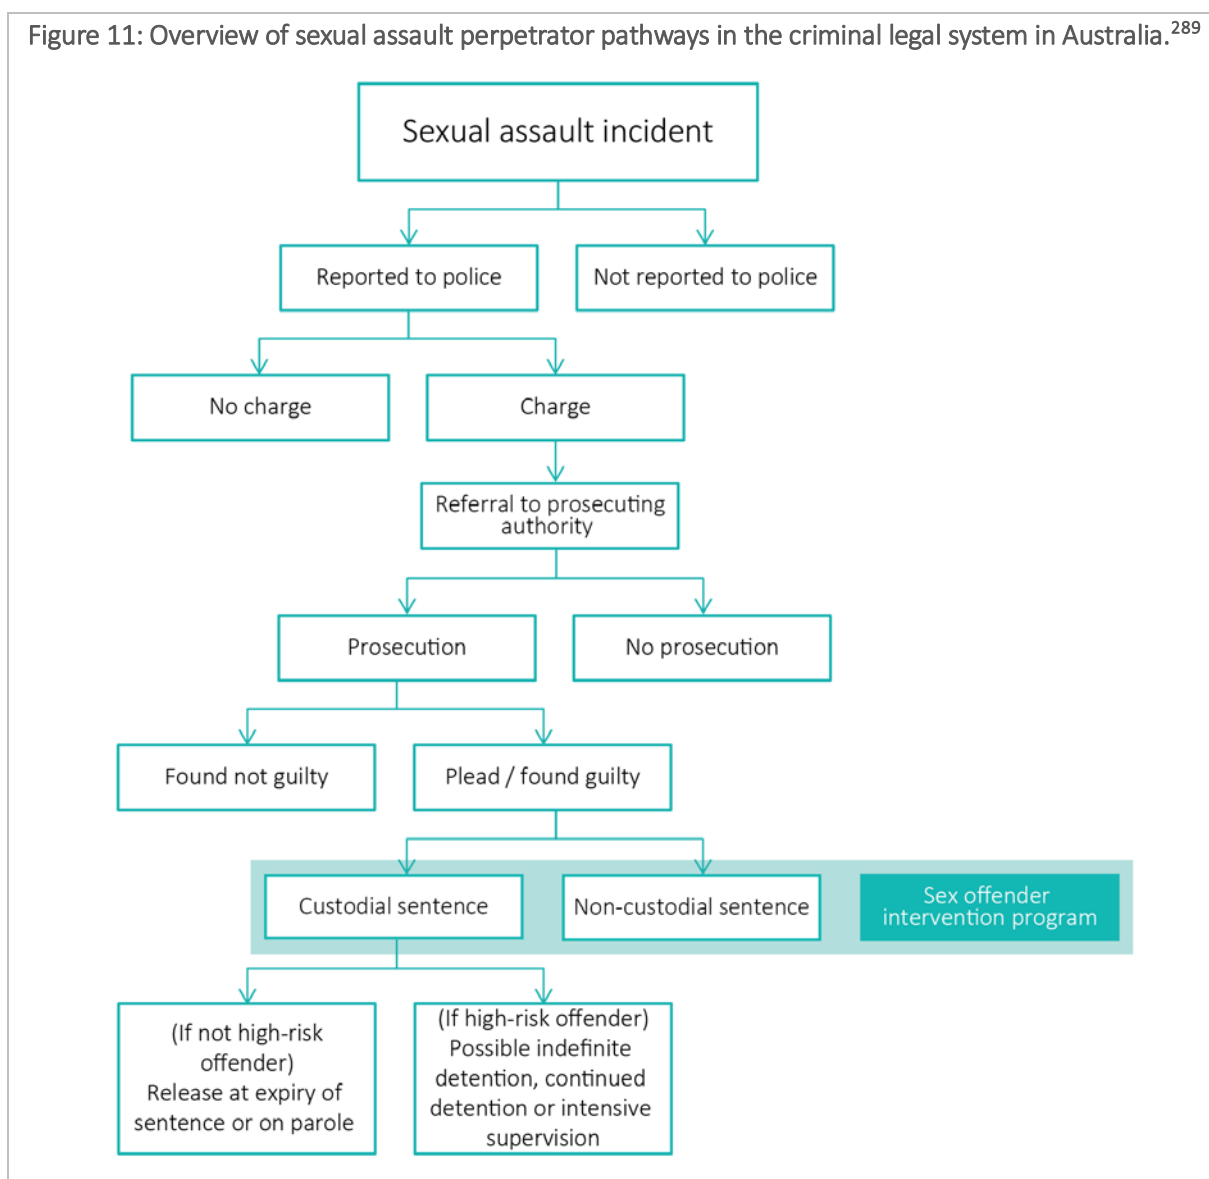 Figure 11: Overview of sexual assault perpetrator pathways in the criminal legal system in Australia.289
Sexual assault incident
Reported to police
Not reported to police
No charge
Charge
Referral to prosecuting
authority
Prosecution
No prosecution
Found not guilty
Plead / found guilty
Custodial sentence
Non-custodial sentence
Sex offender
intervention program
(If not high-risk
offender)
Release at expiry of
sentence or on parole
(If high-risk offender)
Possible indefinite
detention, continued
detention or intensive
supervision